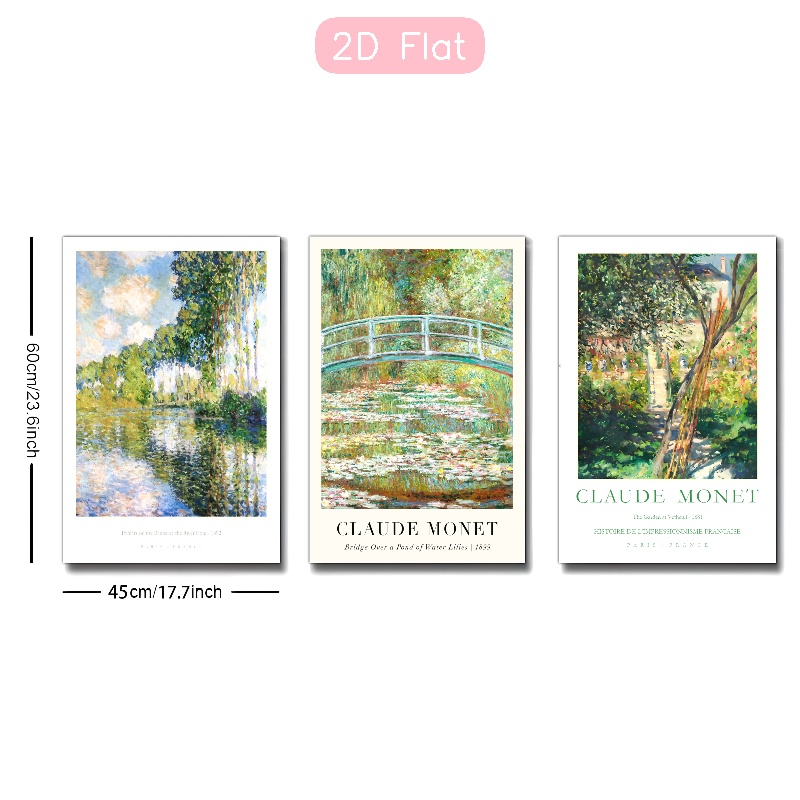 2D Flat
60cm/23.6inch
45cm/17.7inch
CLAUDE MONET
Bridge Over a Pond of Water Lilies | 1899
CLAUDE MONET
HISTOIRE DE L'IMPRESSIONNISME FRANCAISE
PARIS - FRANCE